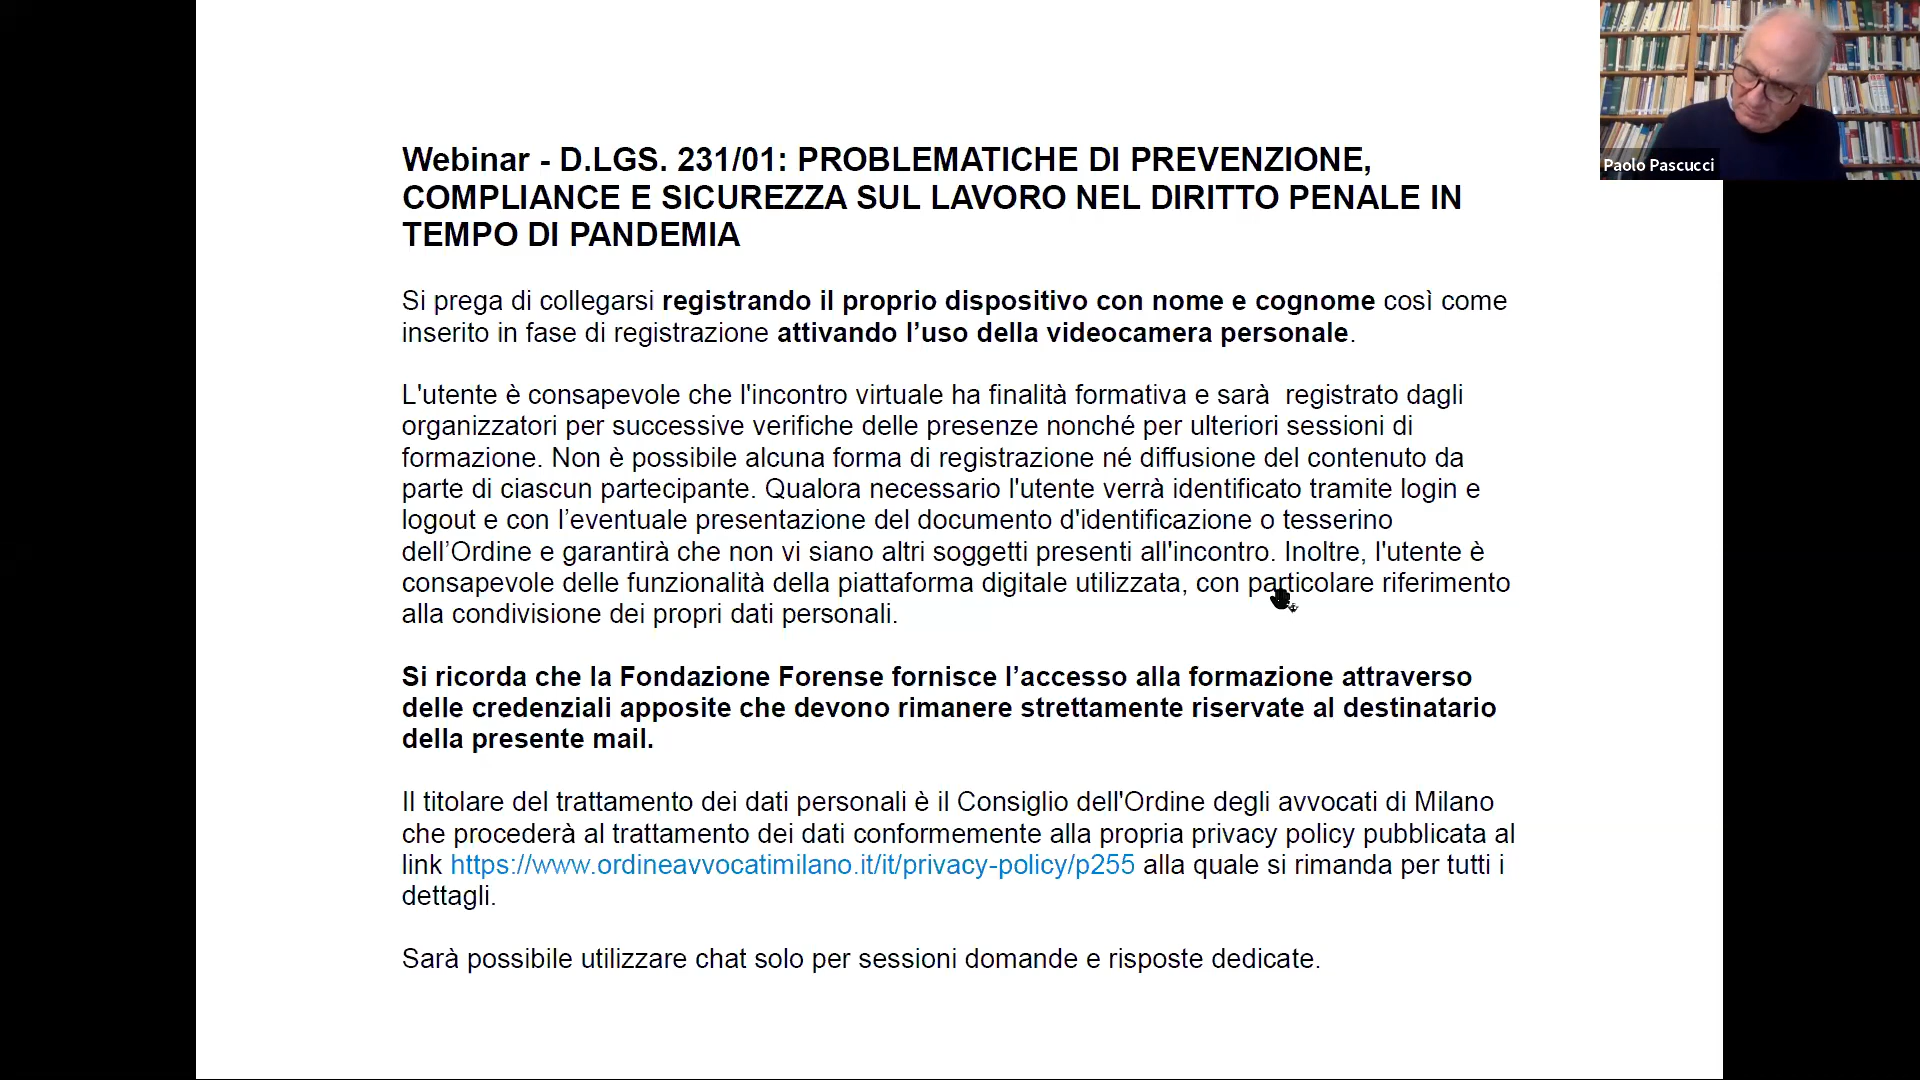 Webinar - D.LGS. 231/01: PROBLEMATICHE DI PREVENZIONE,
COMPLIANCE E SICUREZZA SUL LAVORO NEL DIRITTO PENALE IN
TEMPO DI PANDEMIA
Si prega di collegarsi registrando il proprio dispositivo con nome e cognome così come
inserito in fase di registrazione attivando l’uso della videocamera personale.
L'utente è consapevole che l'incontro virtuale ha finalità formativa e sarà  registrato dagli
organizzatori per successive verifiche delle presenze nonché per ulteriori sessioni di
formazione. Non è possibile alcuna forma di registrazione né diffusione del contenuto da
parte di ciascun partecipante. Qualora necessario l'utente verrà identificato tramite login e
logout e con l’eventuale presentazione del documento d'identificazione o tesserino
dell’Ordine e garantirà che non vi siano altri soggetti presenti all'incontro. Inoltre, l'utente è
consapevole delle funzionalità della piattaforma digitale utilizzata, con particolare riferimento
alla condivisione dei propri dati personali.
Si ricorda che la Fondazione Forense fornisce l’accesso alla formazione attraverso
delle credenziali apposite che devono rimanere strettamente riservate al destinatario
della presente mail.
Il titolare del trattamento dei dati personali è il Consiglio dell'Ordine degli avvocati di Milano
che procederà al trattamento dei dati conformemente alla propria privacy policy pubblicata al
link https://www.ordineavvocatimilano.it/it/privacy-policy/p255 alla quale si rimanda per tutti i
dettagli.
Sarà possibile utilizzare chat solo per sessioni domande e risposte dedicate.
Paolo Pascucci